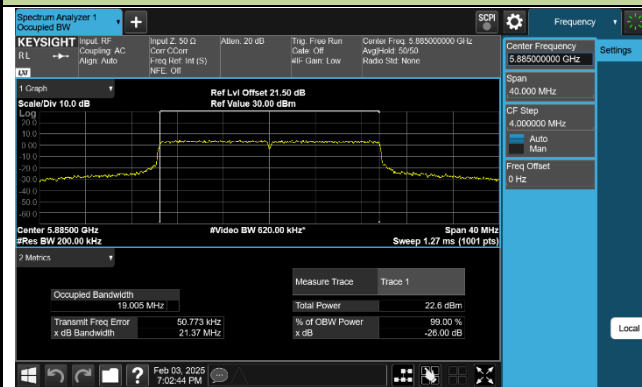 Spectrum Analyzer 1
Occupied BW
SCPI
Frequency
KEYSIGHT
RL
LXI
Input: RF
Coupling: AC
Align: Auto
Input Z: 50 Ω
Corr CCorr
Freq Ref: Int (S)
NFE: Off
Atten: 20 dB
Trig: Free Run
Gate: Off
#IF Gain: Low
Center Freq: 5.885000000 GHz
Avg|Hold: 50/50
Radio Std: None
Center Frequency
5.885000000 GHz
Settings
Span
40.000 MHz
CF Step
4.000000 MHz
Auto
Man
Freq Offset
0 Hz
1 Graph
Scale/Div 10.0 dB
Ref Lvl Offset 21.50 dB
Ref Value 30.00 dBm
Log
20.0
10.0
0.00
-10.0
-20.0
-30.0
-40.0
-50.0
-60.0
Center 5.88500 GHz
#Res BW 200.00 kHz
#Video BW 620.00 kHz*
Span 40 MHz
Sweep 1.27 ms (1001 pts)
2 Metrics
Measure Trace Trace 1
Occupied Bandwidth
19.005 MHz
Total Power 22.6 dBm
Transmit Freq Error 50.773 kHz
% of OBW Power 99.00 %
x dB Bandwidth 21.37 MHz
x dB -26.00 dB
Local
Feb 03, 2025
7:02:44 PM